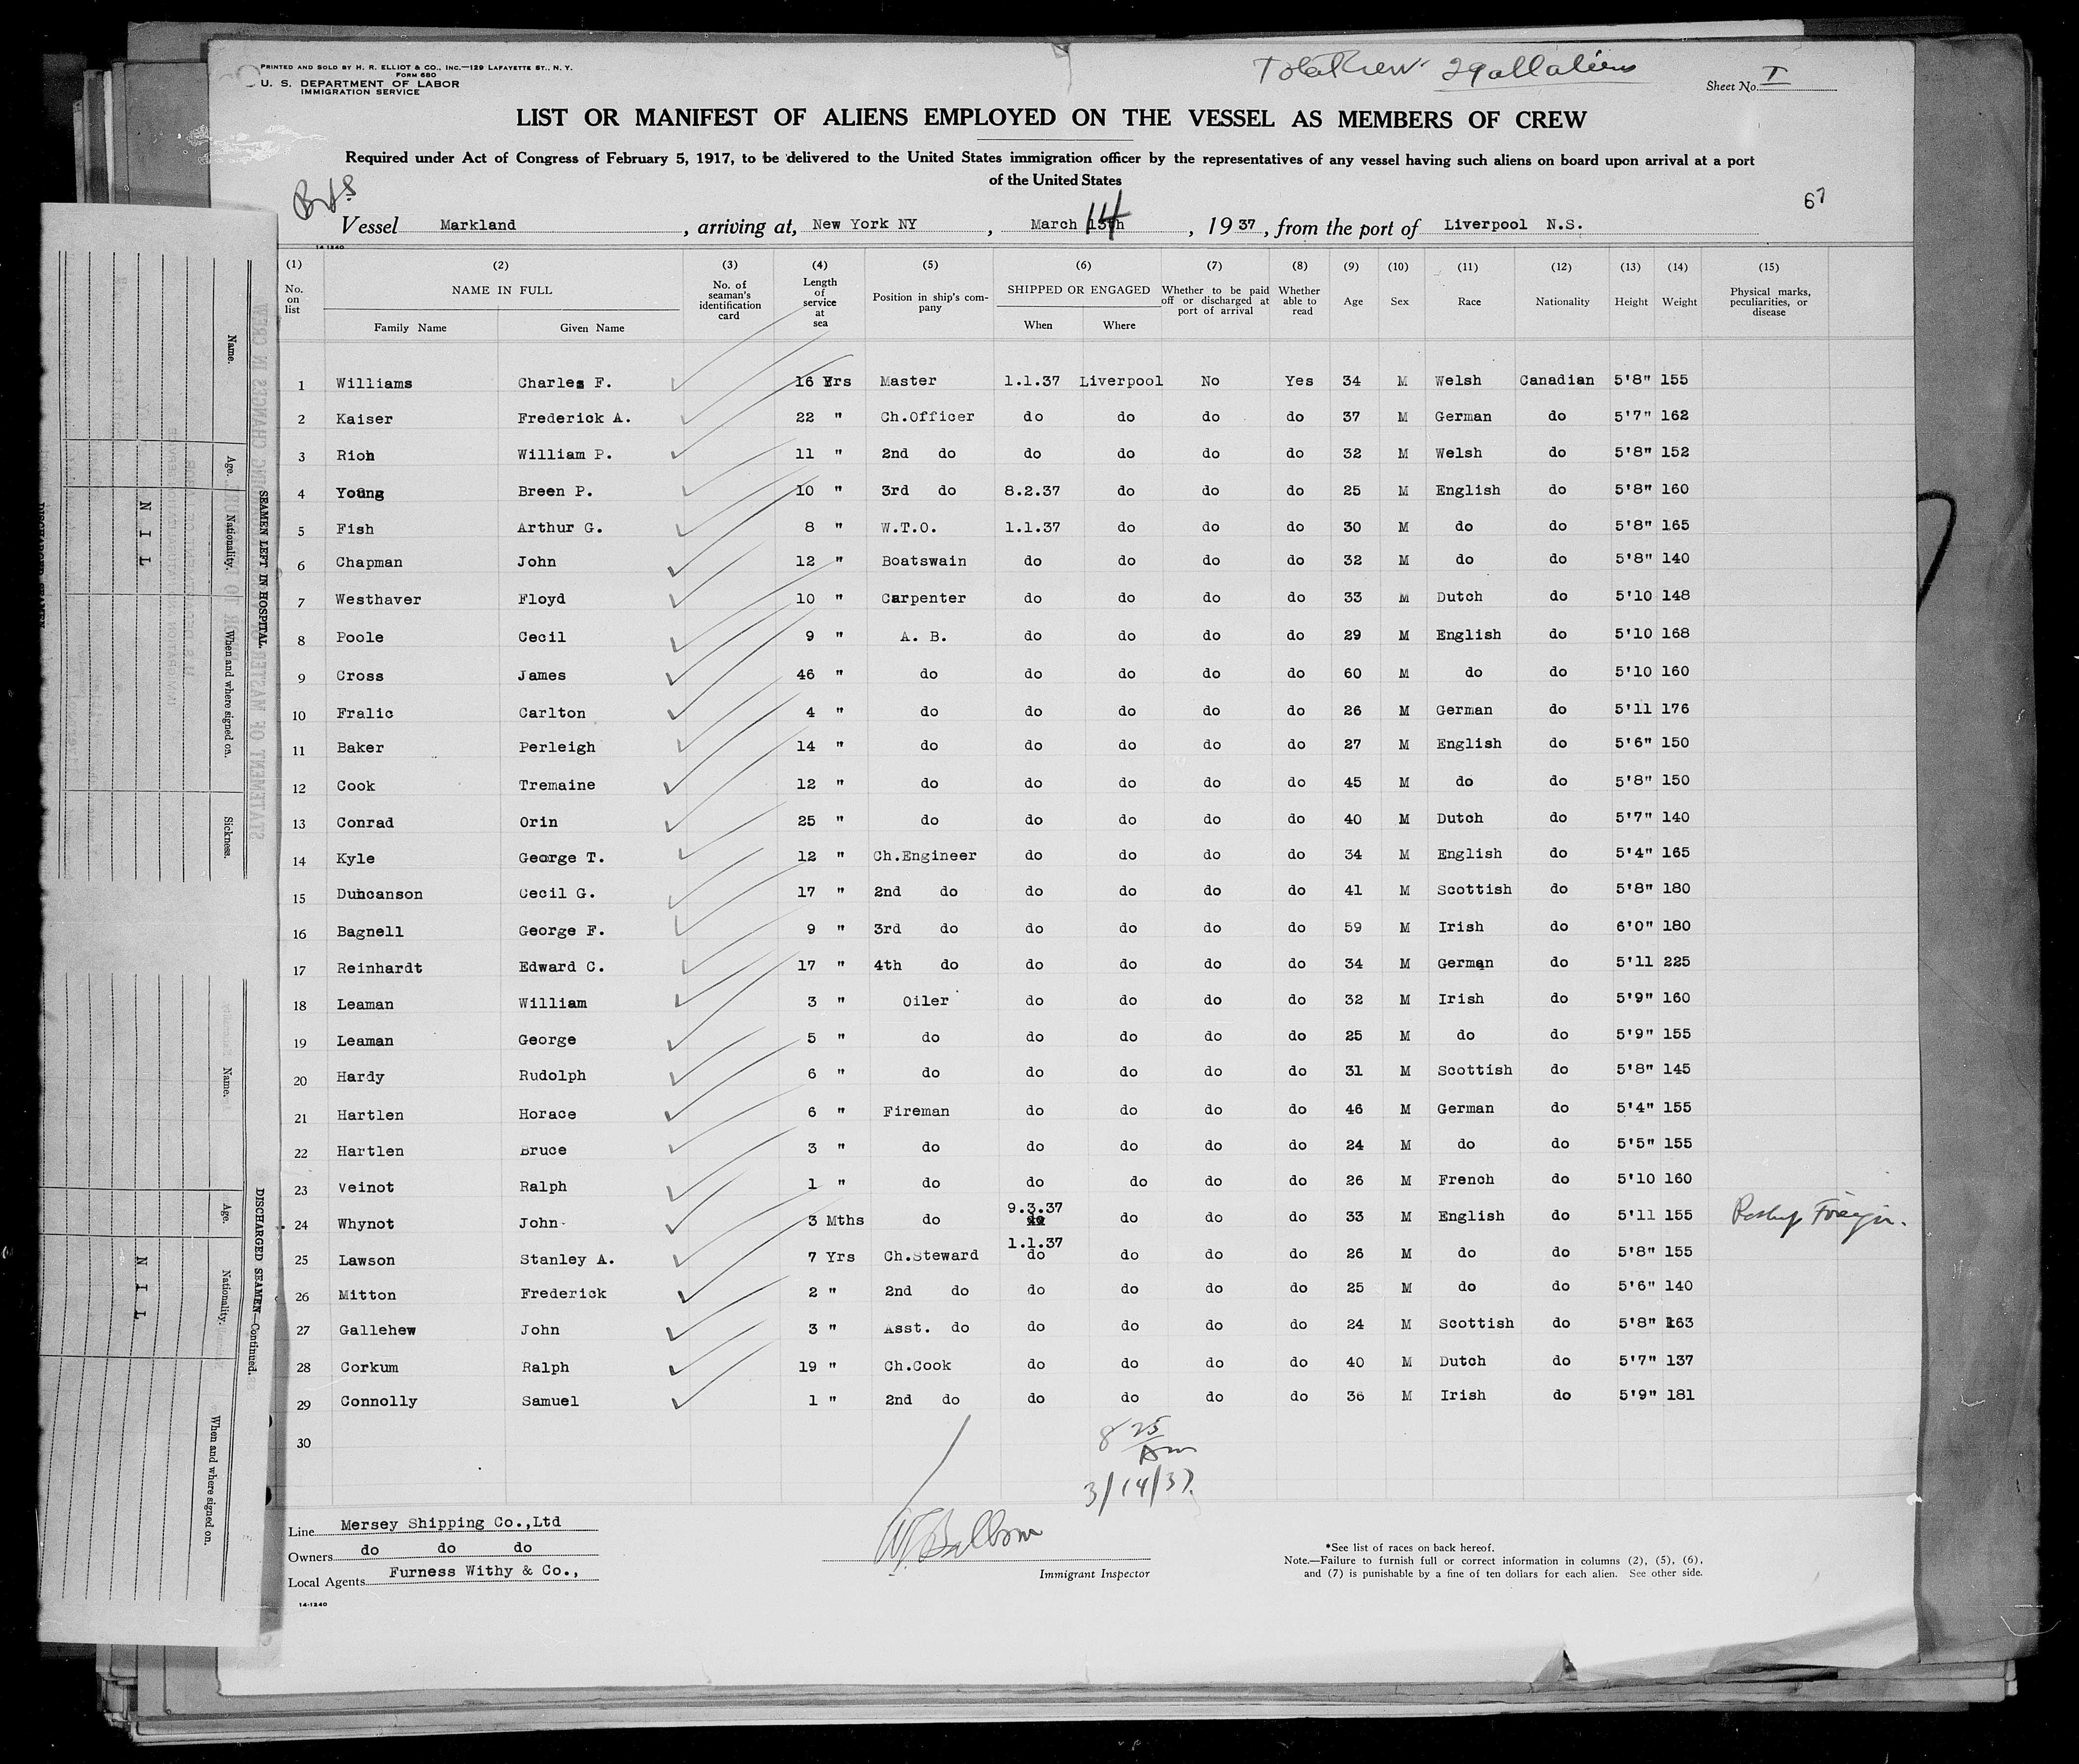 PRINTED AND SOLD BY H. R. ELLIOT & CO., INC.—129 LAFAYETTE ST., N. Y.
FORM 680
U. S. DEPARTMENT OF LABOR
IMMIGRATION SERVICE
Total Crew 29 all aliens
Sheet No. I
LIST OR MANIFEST OF ALIENS EMPLOYED ON THE VESSEL AS MEMBERS OF CREW
Required under Act of Congress of February 5, 1917, to be delivered to the United States immigration officer by the representatives of any vessel having such aliens on board upon arrival at a port
of the United States
67
Vessel Markland, arriving at, New York NY, March 14, 1937, from the port of Liverpool N.S.
14-1240
(1) (2) (3) (4) (5) (6) (7) (8) (9) (10) (11) (12) (13) (14) (15)
No. on list NAME IN FULL Family Name Given Name No. of seaman's identification card Length of service at sea Position in ship's company SHIPPED OR ENGAGED When Where Whether to be paid off or discharged at port of arrival Whether able to read Age Sex Race Nationality Height Weight Physical marks, peculiarities, or disease
1 Williams Charles F. 16 Yrs Master 1.1.37 Liverpool No Yes 34 M Welsh Canadian 5'8" 155
2 Kaiser Frederick A. 22 " Ch.Officer do do do do 37 M German do 5'7" 162
3 Rich William P. 11 " 2nd do do do do do 32 M Welsh do 5'8" 152
4 Young Breen P. 10 " 3rd do 8.2.37 do do do 25 M English do 5'8" 160
5 Fish Arthur G. 8 " W.T.O. 1.1.37 do do do 30 M do do 5'8" 165
6 Chapman John 12 " Boatswain do do do do 32 M do do 5'8" 140
7 Westhaver Floyd 10 " Carpenter do do do do 33 M Dutch do 5'10 148
8 Poole Cecil 9 " A. B. do do do do 29 M English do 5'10 168
9 Cross James 46 " do do do do do 60 M do do 5'10 160
10 Fralic Carlton 4 " do do do do do 26 M German do 5'11 176
11 Baker Perleigh 14 " do do do do do 27 M English do 5'6" 150
12 Cook Tremaine 12 " do do do do do 45 M do do 5'8" 150
13 Conrad Orin 25 " do do do do do 40 M Dutch do 5'7" 140
14 Kyle George T. 12 " Ch.Engineer do do do do 34 M English do 5'4" 165
15 Duncanson Cecil G. 17 " 2nd do do do do do 41 M Scottish do 5'8" 180
16 Bagnell George F. 9 " 3rd do do do do do 59 M Irish do 6'0" 180
17 Reinhardt Edward C. 17 " 4th do do do do do 34 M German do 5'11 225
18 Leaman William 3 " Oiler do do do do 32 M Irish do 5'9" 160
19 Leaman George 5 " do do do do do 25 M do do 5'9" 155
20 Hardy Rudolph 6 " do do do do do 31 M Scottish do 5'8" 145
21 Hartlen Horace 6 " Fireman do do do do 46 M German do 5'4" 155
22 Hartlen Bruce 3 " do do do do do 24 M do do 5'5" 155
23 Veinot Ralph 1 " do do do do do 26 M French do 5'10 160
24 Whynot John 3 Mths do 9.3.37 do do do 33 M English do 5'11 155
25 Lawson Stanley A. 7 Yrs Ch.Steward 1.1.37 do do do do 26 M do do 5'8" 155
26 Mitton Frederick 2 " 2nd do do do do do 25 M do do 5'6" 140
27 Gallehew John 3 " Asst. do do do do do 24 M Scottish do 5'8" 163
28 Corkum Ralph 19 " Ch.Cook do do do do 40 M Dutch do 5'7" 137
29 Connolly Samuel 1 " 2nd do do do do do 36 M Irish do 5'9" 181
30
8 25 Am
3/14/37.
Line Mersey Shipping Co.,Ltd
Owners do do do
Local Agents Furness Withy & Co.,
14-1240
Immigrant Inspector
*See list of races on back hereof.
Note.—Failure to furnish full or correct information in columns (2), (5), (6),
and (7) is punishable by a fine of ten dollars for each alien. See other side.
SEAMEN LEFT IN HOSPITAL.
Name. Age. Nationality. When and where signed on. Sickness.
N I L
DISCHARGED SEAMEN—Continued.
Name. Age. Nationality. When and where signed on.
N I L
STATEMENT OF MASTER
CHANGES IN CREW